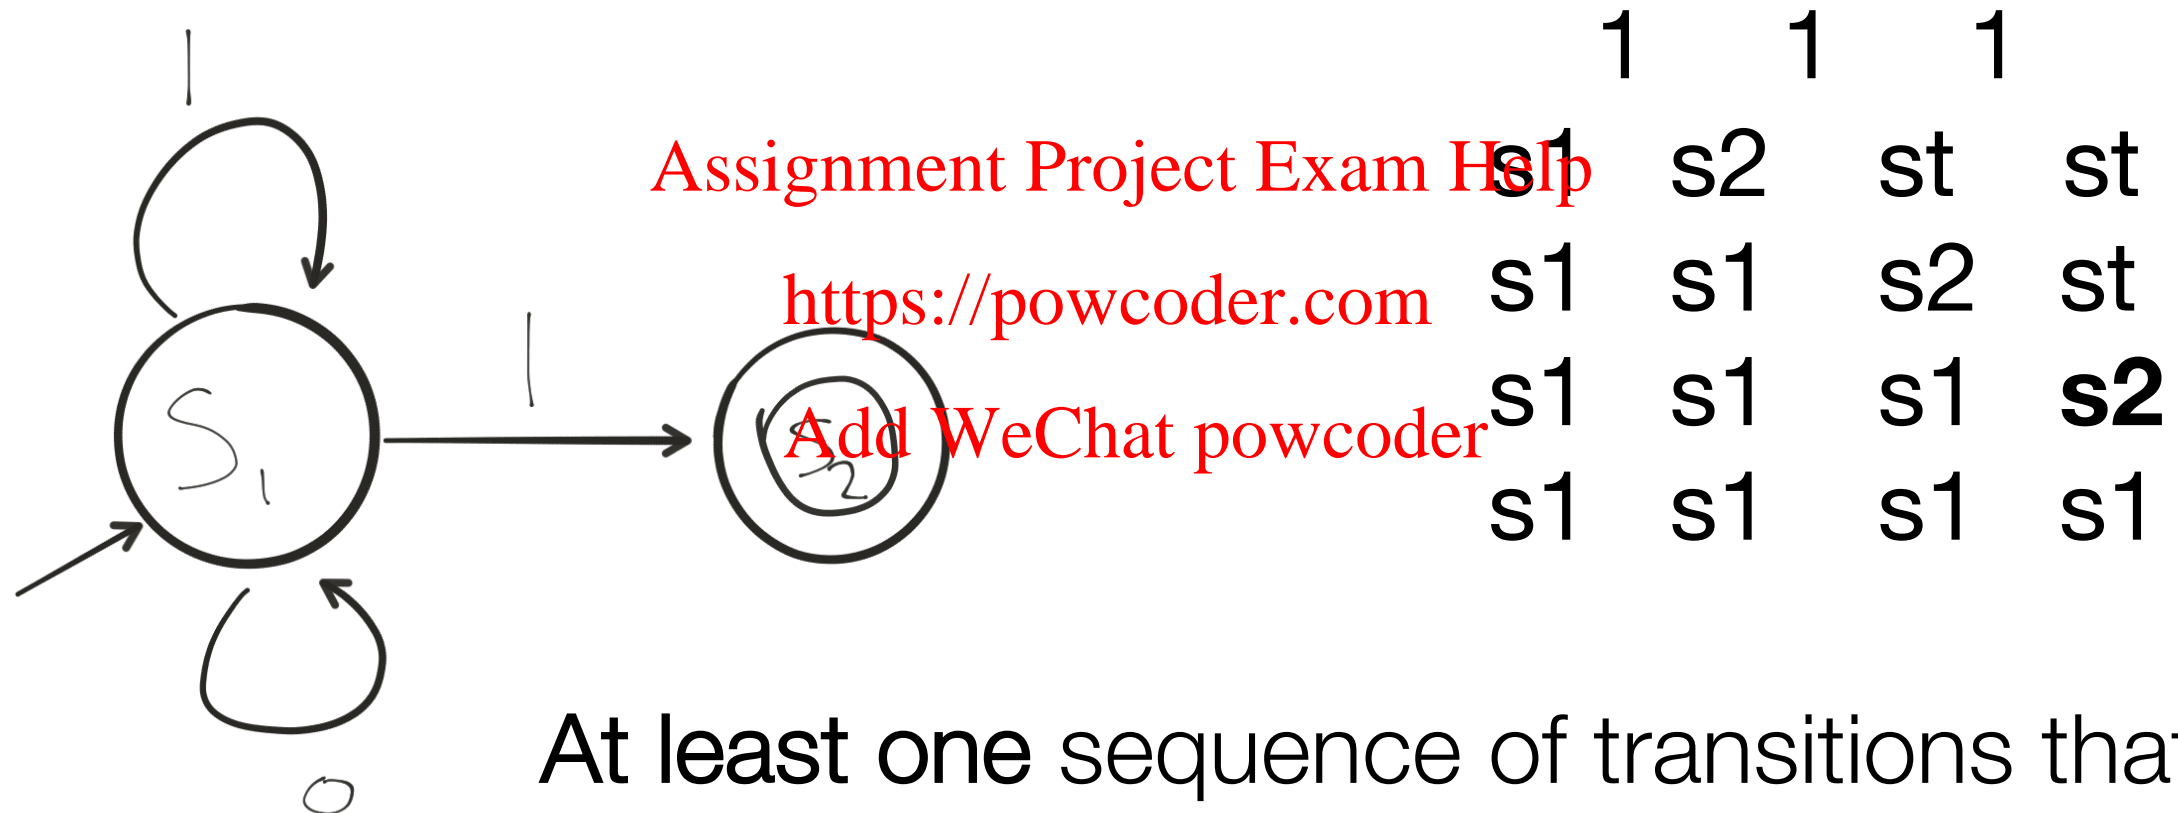 1 1 1
1
Assignment Project Exam Help
s1 s2 st st
https://powcoder.com
s1 s1 s2 st
1
Add WeChat powcoder
s1 s1 s1 s2
S1
S2
s1 s1 s1 s1
At least one sequence of transitions that
0